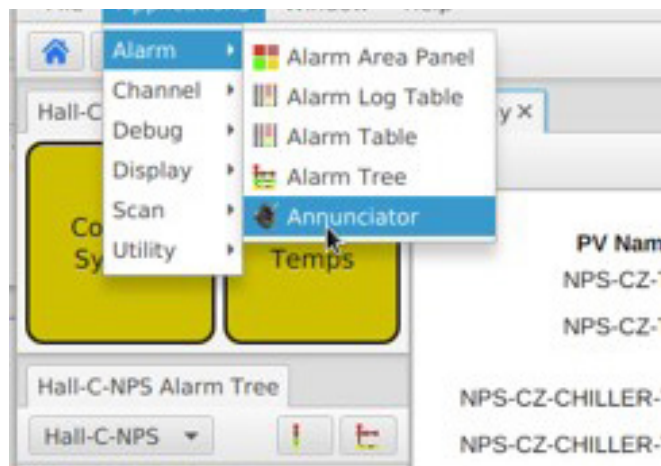 Alarm
Alarm Area Panel
Channel
Alarm Log Table
Hall-C
y ×
Debug
Alarm Table
Display
Alarm Tree
Scan
Annunciator
Co
Sy
Temps
Utility
PV Nam
NPS-CZ-
NPS-CZ-
Hall-C-NPS Alarm Tree
NPS-CZ-CHILLER-
Hall-C-NPS
NPS-CZ-CHILLER-